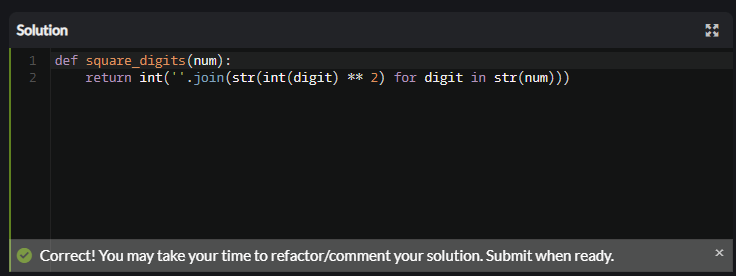 Solution
1 def square_digits(num):
2 return int(''.join(str(int(digit) ** 2) for digit in str(num)))
Correct! You may take your time to refactor/comment your solution. Submit when ready. ×